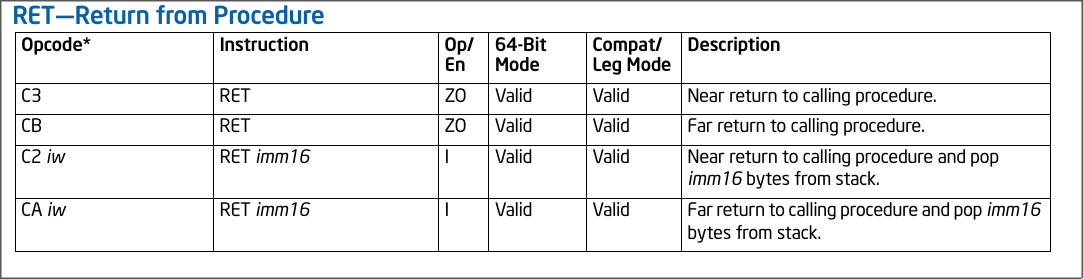 RET—Return from Procedure
Opcode* Instruction Op/ 64-Bit Compat/ Description
En Mode Leg Mode
C3 RET ZO Valid Valid Near return to calling procedure.
CB RET ZO Valid Valid Far return to calling procedure.
C2 iw RET imm16 I Valid Valid Near return to calling procedure and pop
imm16 bytes from stack.
CA iw RET imm16 I Valid Valid Far return to calling procedure and pop imm16
bytes from stack.